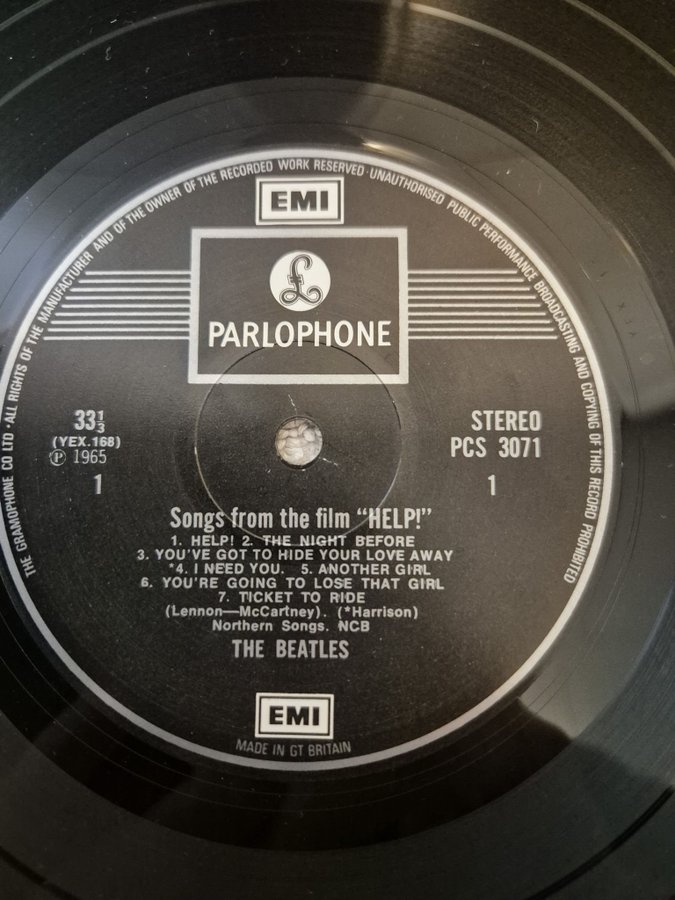 THE GRAMOPHONE CO LTD · ALL RIGHTS OF THE MANUFACTURER AND OF THE OWNER OF THE RECORDED WORK RESERVED · UNAUTHORISED PUBLIC PERFORMANCE BROADCASTING AND COPYING OF THIS RECORD PROHIBITED
EMI
£
PARLOPHONE
33⅓
(YEX.168)
℗ 1965
1
STEREO
PCS 3071
1
Songs from the film “HELP!”
1. HELP! 2. THE NIGHT BEFORE
3. YOU'VE GOT TO HIDE YOUR LOVE AWAY
*4. I NEED YOU. 5. ANOTHER GIRL
6. YOU'RE GOING TO LOSE THAT GIRL
7. TICKET TO RIDE
(Lennon—McCartney). (*Harrison)
Northern Songs. NCB
THE BEATLES
EMI
MADE IN GT BRITAIN